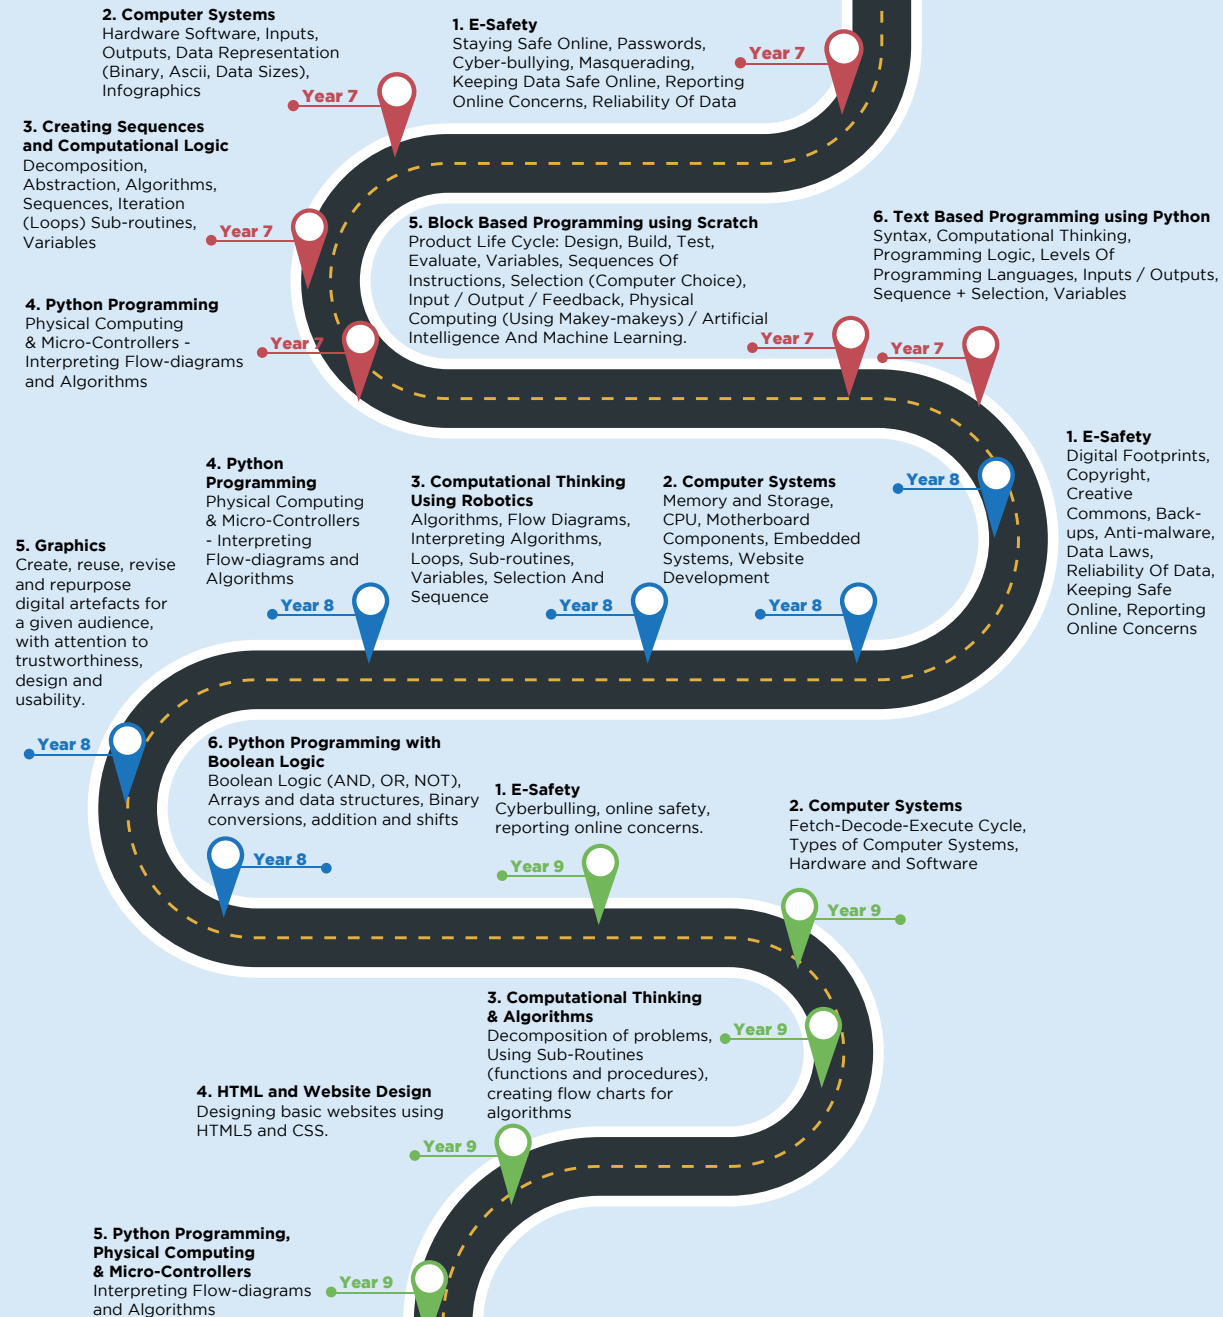 1. E-Safety
Staying Safe Online, Passwords,
Cyber-bullying, Masquerading,
Keeping Data Safe Online, Reporting
Online Concerns, Reliability Of Data
Year 7
2. Computer Systems
Hardware Software, Inputs,
Outputs, Data Representation
(Binary, Ascii, Data Sizes),
Infographics
Year 7
3. Creating Sequences
and Computational Logic
Decomposition,
Abstraction, Algorithms,
Sequences, Iteration
(Loops) Sub-routines,
Variables
Year 7
4. Python Programming
Physical Computing
& Micro-Controllers -
Interpreting Flow-diagrams
and Algorithms
Year 7
5. Block Based Programming using Scratch
Product Life Cycle: Design, Build, Test,
Evaluate, Variables, Sequences Of
Instructions, Selection (Computer Choice),
Input / Output / Feedback, Physical
Computing (Using Makey-makeys) / Artificial
Intelligence And Machine Learning.
Year 7
6. Text Based Programming using Python
Syntax, Computational Thinking,
Programming Logic, Levels Of
Programming Languages, Inputs / Outputs,
Sequence + Selection, Variables
Year 7
1. E-Safety
Digital Footprints,
Copyright,
Creative
Commons, Back-
ups, Anti-malware,
Data Laws,
Reliability Of Data,
Keeping Safe
Online, Reporting
Online Concerns
Year 8
2. Computer Systems
Memory and Storage,
CPU, Motherboard
Components, Embedded
Systems, Website
Development
Year 8
3. Computational Thinking
Using Robotics
Algorithms, Flow Diagrams,
Interpreting Algorithms,
Loops, Sub-routines,
Variables, Selection And
Sequence
Year 8
4. Python
Programming
Physical Computing
& Micro-Controllers
- Interpreting
Flow-diagrams and
Algorithms
Year 8
5. Graphics
Create, reuse, revise
and repurpose
digital artefacts for
a given audience,
with attention to
trustworthiness,
design and
usability.
Year 8
6. Python Programming with
Boolean Logic
Boolean Logic (AND, OR, NOT),
Arrays and data structures, Binary
conversions, addition and shifts
Year 8
1. E-Safety
Cyberbulling, online safety,
reporting online concerns.
Year 9
2. Computer Systems
Fetch-Decode-Execute Cycle,
Types of Computer Systems,
Hardware and Software
Year 9
3. Computational Thinking
& Algorithms
Decomposition of problems,
Using Sub-Routines
(functions and procedures),
creating flow charts for
algorithms
Year 9
4. HTML and Website Design
Designing basic websites using
HTML5 and CSS.
Year 9
5. Python Programming,
Physical Computing
& Micro-Controllers
Interpreting Flow-diagrams
and Algorithms
Year 9